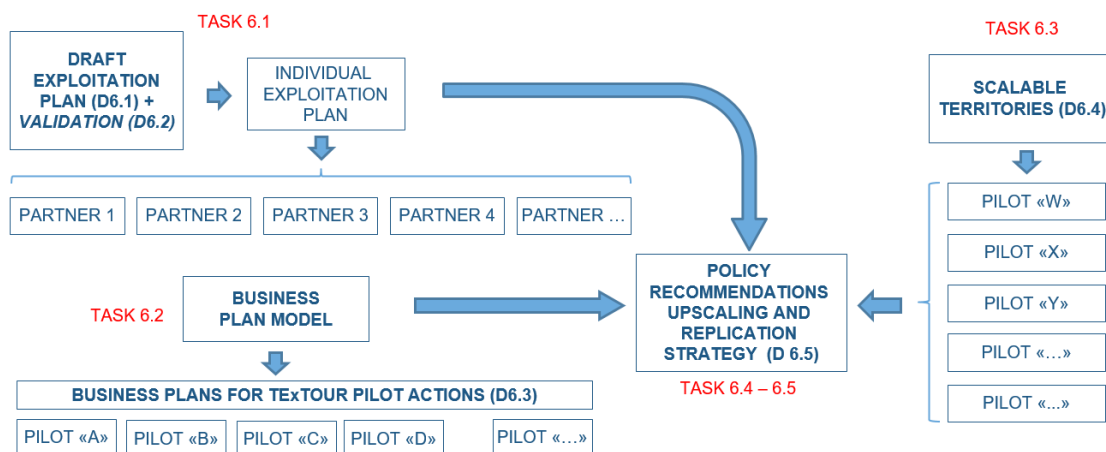 TASK 6.1
DRAFT
EXPLOITATION
PLAN (D6.1) +
VALIDATION (D6.2)
INDIVIDUAL
EXPLOITATION
PLAN
PARTNER 1
PARTNER 2
PARTNER 3
PARTNER 4
PARTNER …
TASK 6.2
BUSINESS
PLAN MODEL
BUSINESS PLANS FOR TExTOUR PILOT ACTIONS (D6.3)
PILOT «A»
PILOT «B»
PILOT «C»
PILOT «D»
PILOT «…»
POLICY
RECOMMENDATIONS
UPSCALING AND
REPLICATION
STRATEGY (D 6.5)
TASK 6.4 – 6.5
TASK 6.3
SCALABLE
TERRITORIES (D6.4)
PILOT «W»
PILOT «X»
PILOT «Y»
PILOT «…»
PILOT «...»